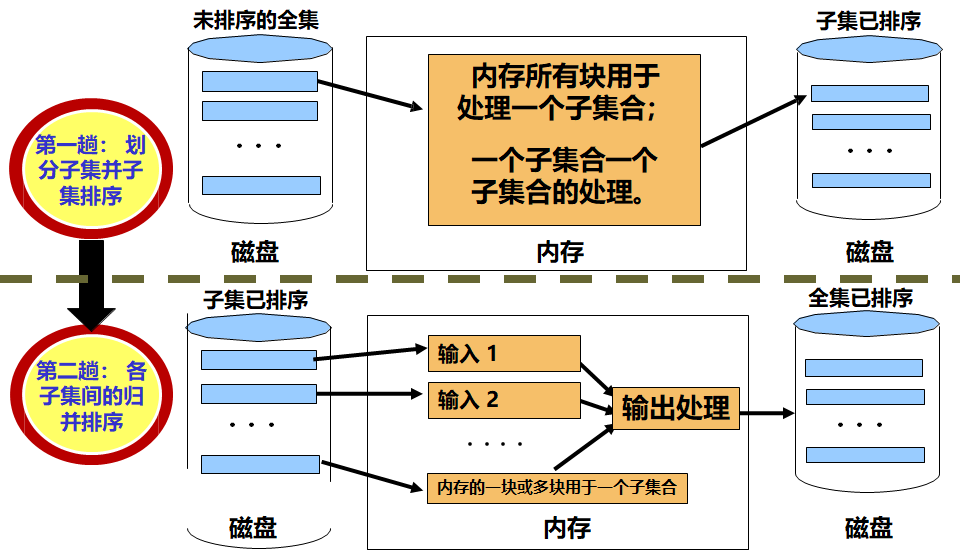 未排序的全集
子集已排序
内存所有块用于
处理一个子集合；
一个子集合一个
子集合的处理。
第一趟： 划
分子集并子
集排序
. . .
. . .
磁盘
内存
磁盘
子集已排序
全集已排序
第二趟： 各
子集间的归
并排序
输入 1
输入 2
输出处理
. . .
. . . .
. . .
内存的一块或多块用于一个子集合
磁盘
内存
磁盘